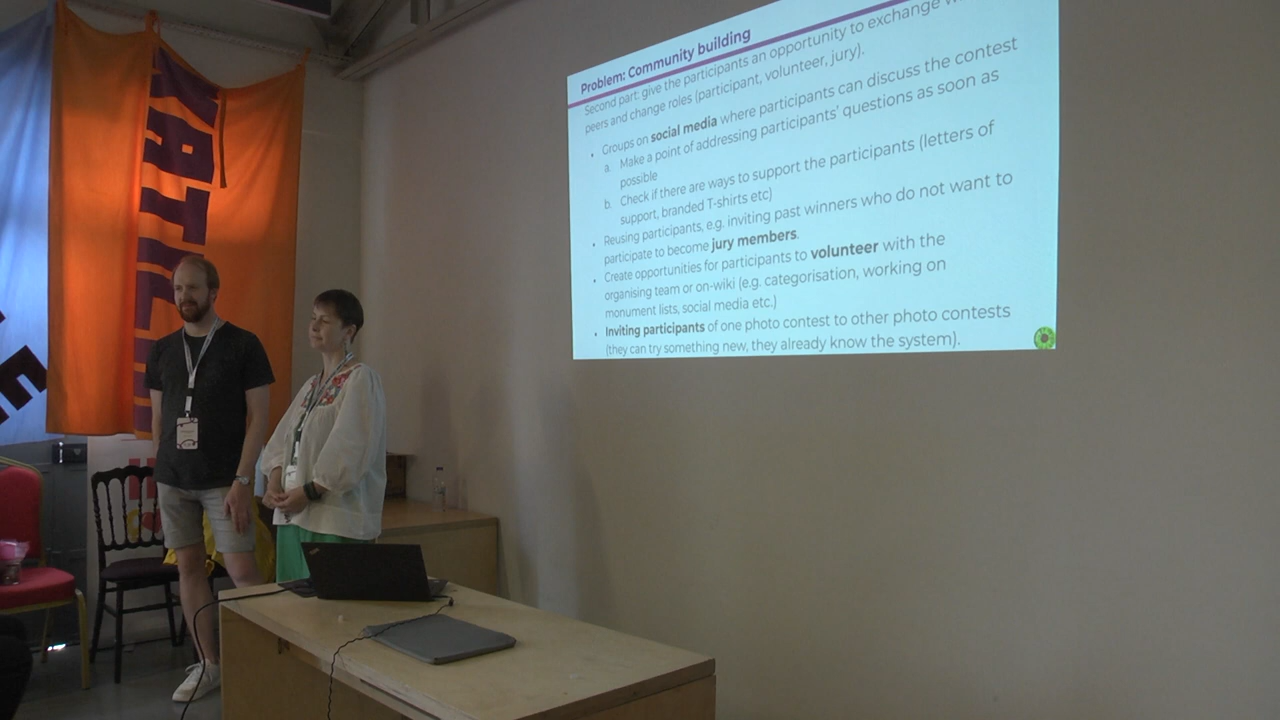 Problem: Community building
Second part: give the participants an opportunity to exchange
peers and change roles (participant, volunteer, jury).
• Groups on social media where participants can discuss the contest
a. Make a point of addressing participants' questions as soon as
possible
b. Check if there are ways to support the participants (letters of
support, branded T-shirts etc)
• Reusing participants, e.g. inviting past winners who do not want to
participate to become jury members.
• Create opportunities for participants to volunteer with the
organising team or on-wiki (e.g. categorisation, working on
monument lists, social media etc.)
• Inviting participants of one photo contest to other photo contests
(they can try something new, they already know the system).